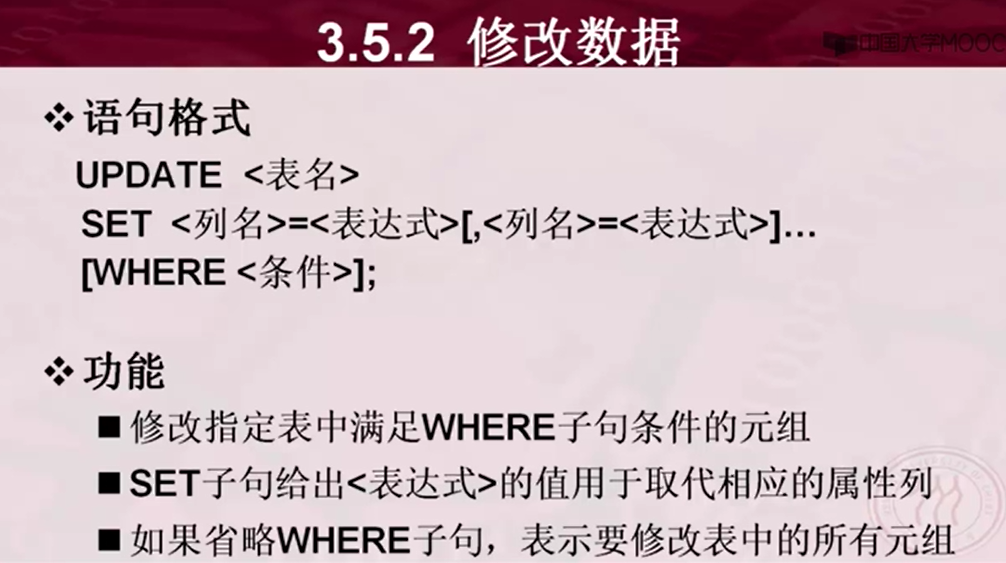 3.5.2 修改数据
中国大学MOOC
❖ 语句格式
UPDATE <表名>
SET <列名>=<表达式>[,<列名>=<表达式>]…
[WHERE <条件>];
❖ 功能
■ 修改指定表中满足WHERE子句条件的元组
■ SET子句给出<表达式>的值用于取代相应的属性列
■ 如果省略WHERE子句，表示要修改表中的所有元组